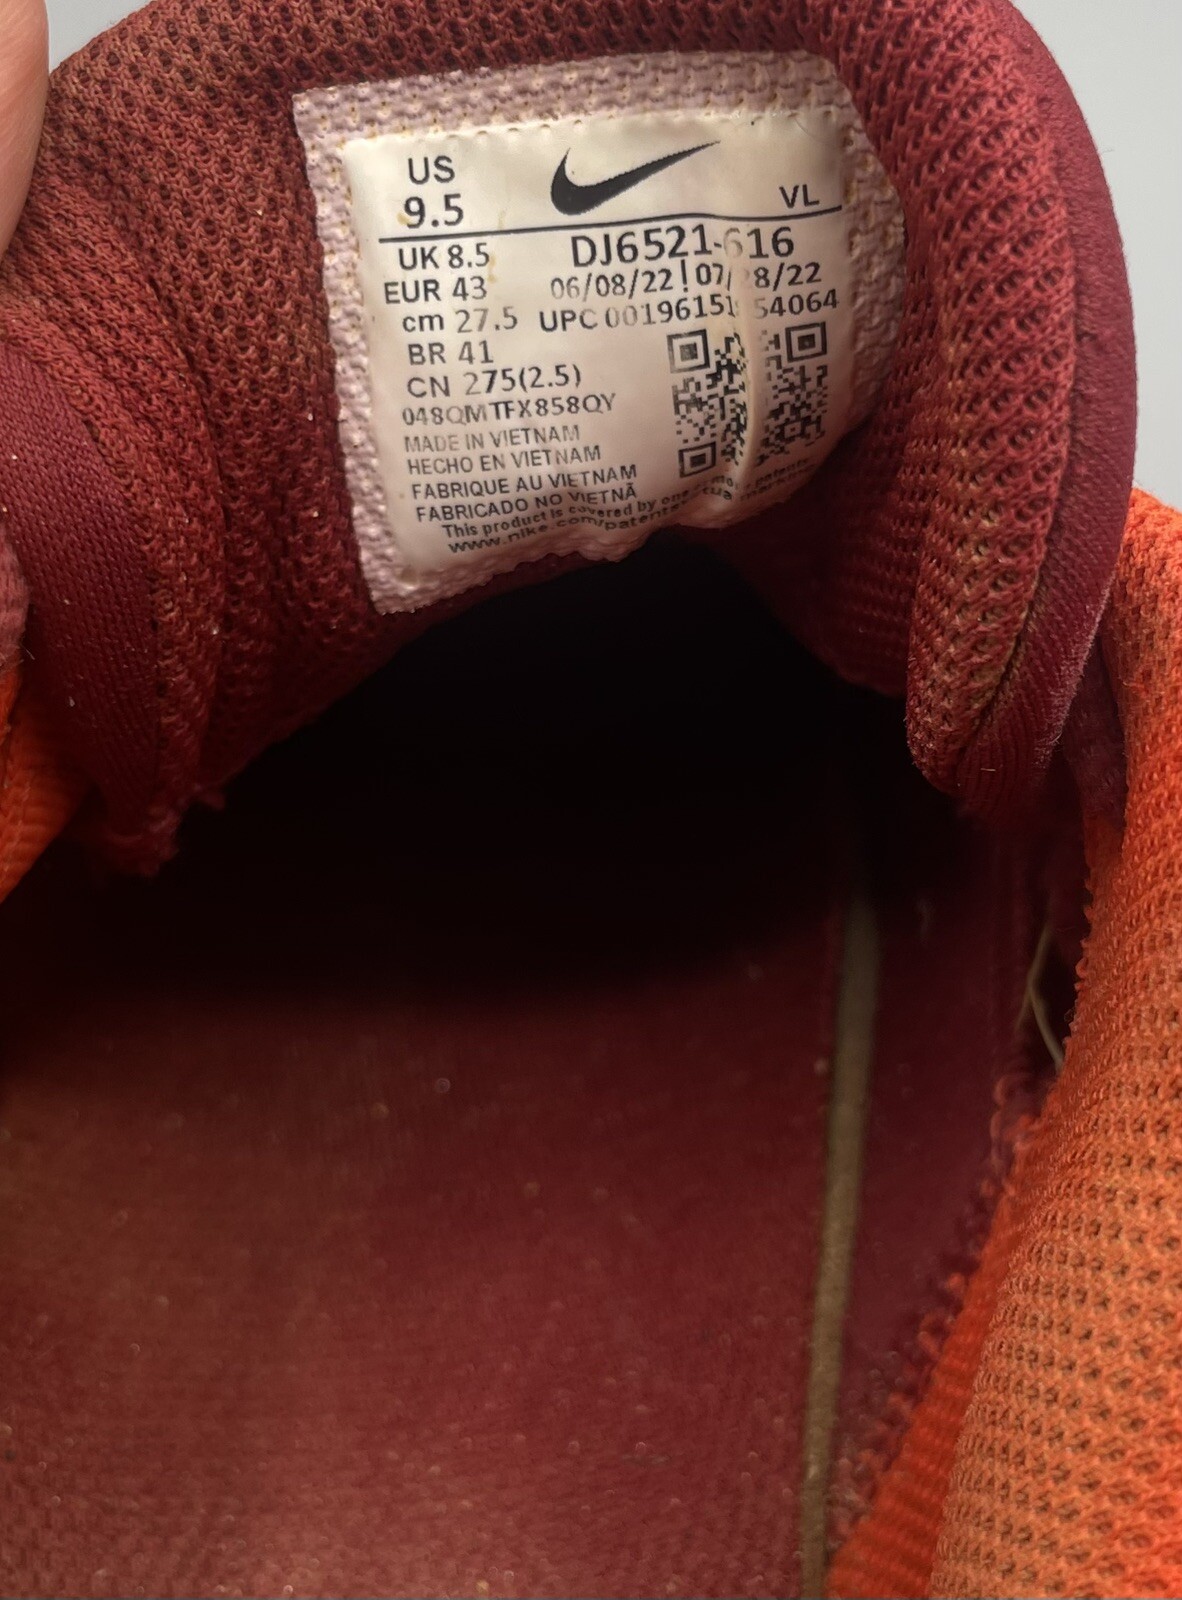 US
9.5
VL
UK 8.5
DJ6521-616
EUR 43
06/08/22
cm 27.5
UPC
BR 41
CN 275(2.5)
048QMTFX858QY
MADE IN VIETNAM
HECHO EN VIETNAM
FABRIQUE AU VIETNAM
FABRICADO NO VIETNÃ
This product is covered by one
www.nike.com/patents